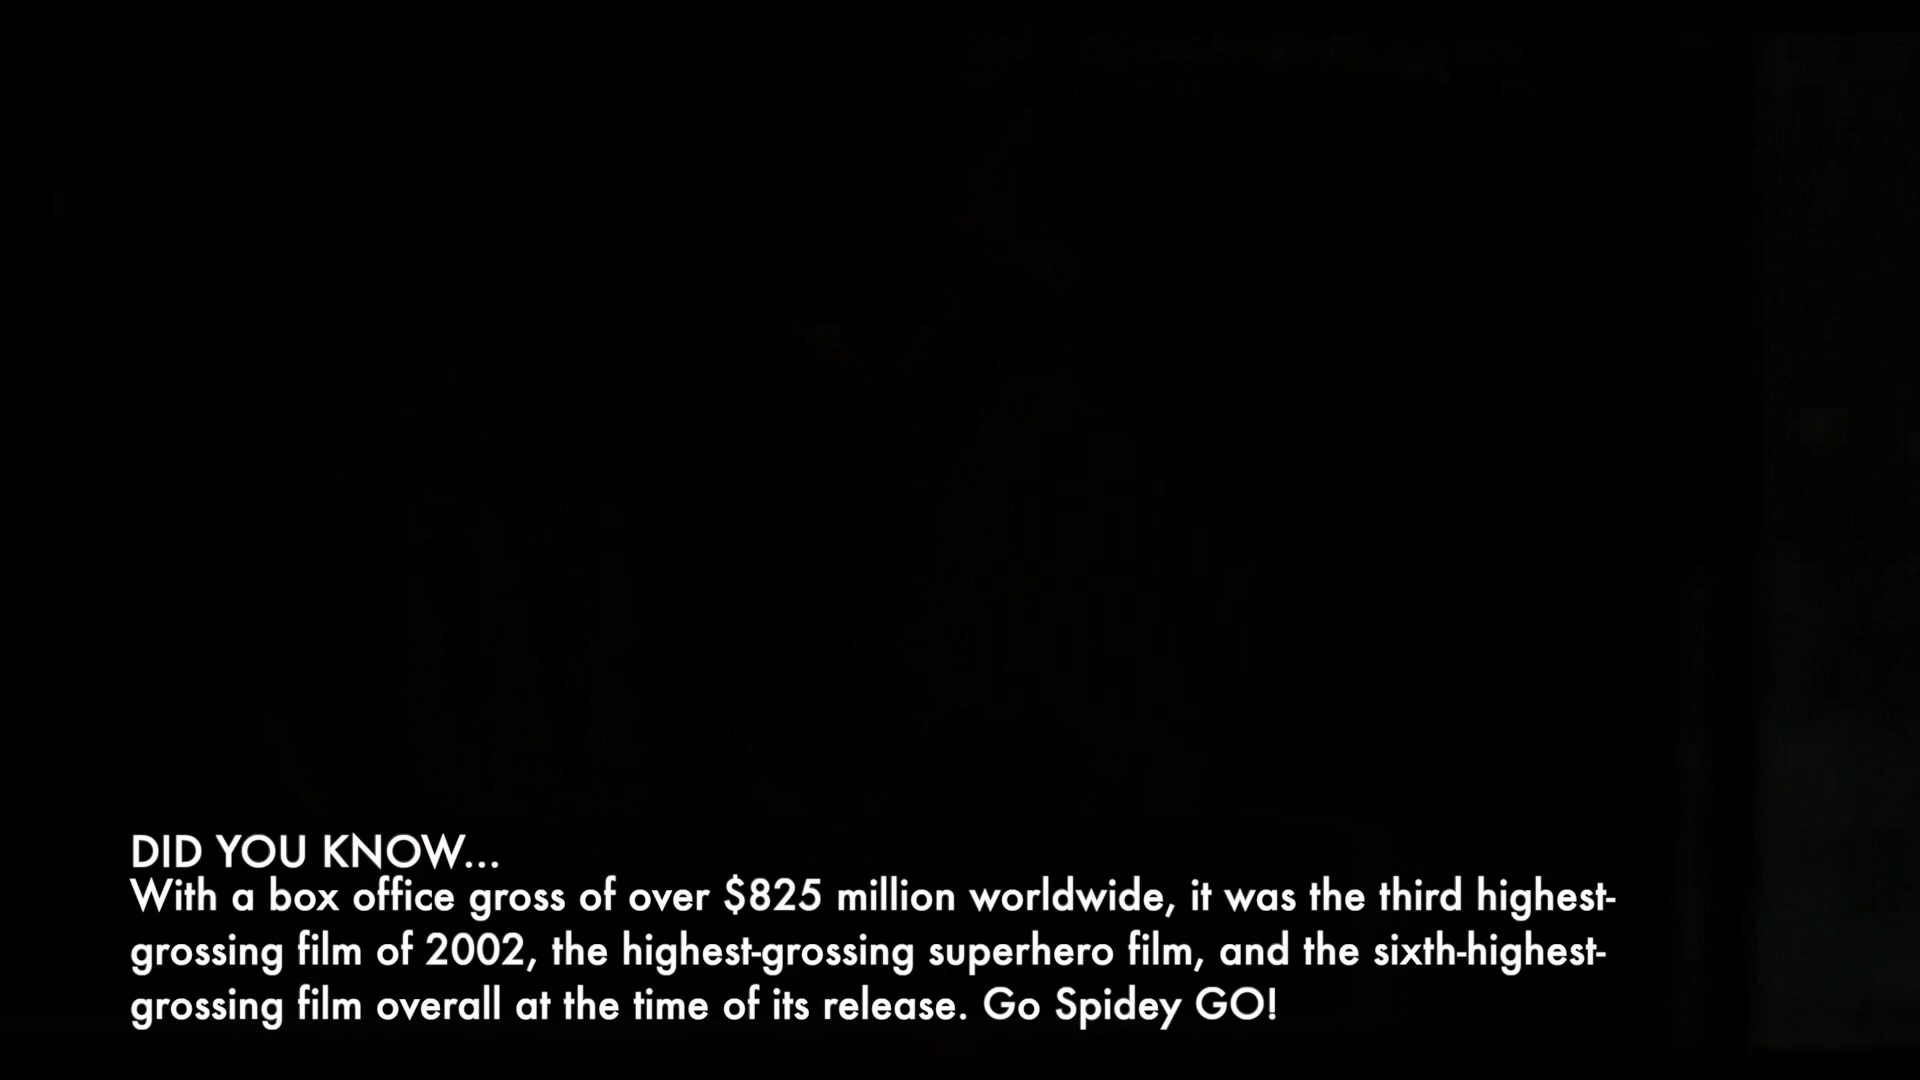 DID YOU KNOW...
With a box office gross of over $825 million worldwide, it was the third highest-
grossing film of 2002, the highest-grossing superhero film, and the sixth-highest-
grossing film overall at the time of its release. Go Spidey GO!